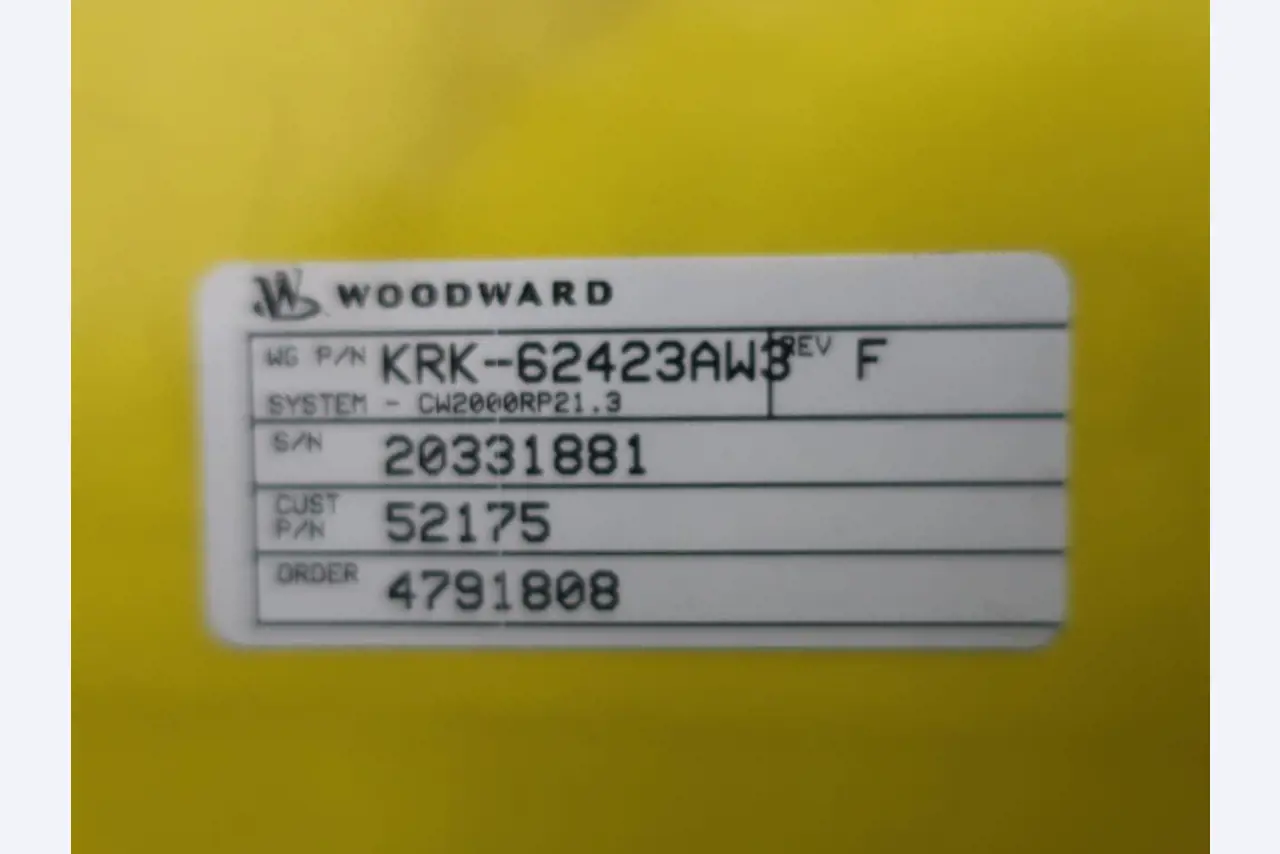 WOODWARD
WG P/N KRK-62423AW3 REV F
SYSTEM - CW2000RP21.3
S/N 20331881
CUST P/N 52175
ORDER 4791808